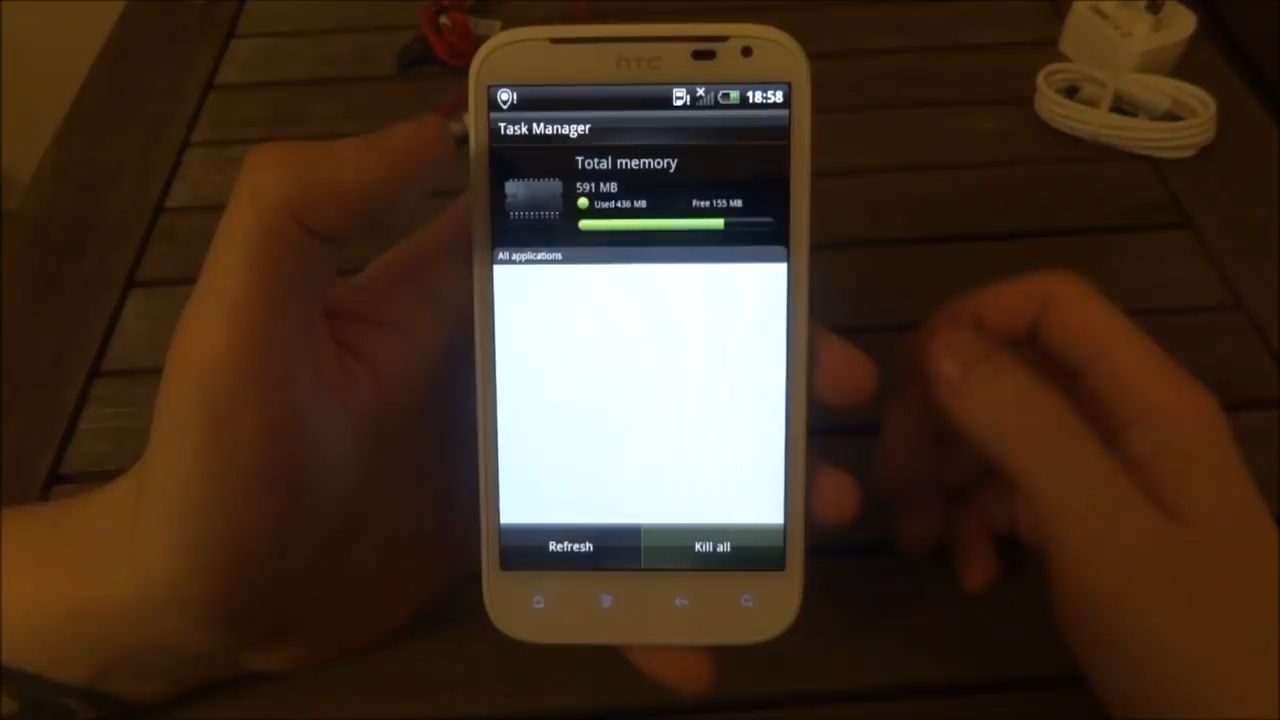 hTC
18:58
Task Manager
Total memory
591 MB
Used 436 MB Free 155 MB
All applications
Refresh Kill all